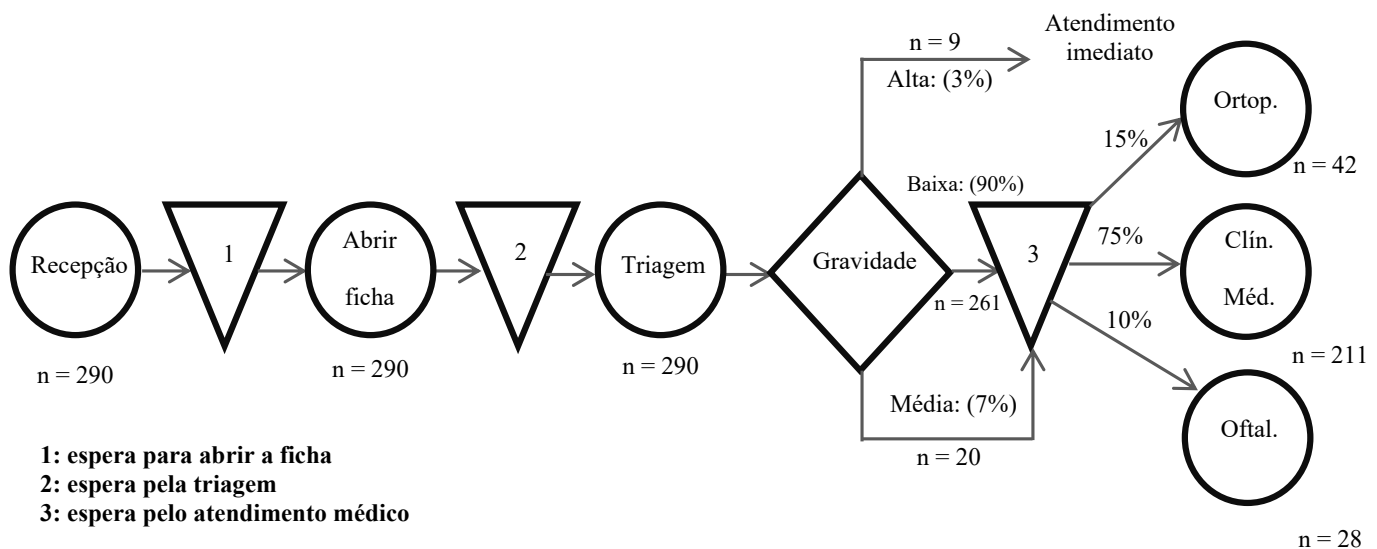 Recepção
n = 290
1
Abrir
ficha
n = 290
2
Triagem
n = 290
Gravidade
n = 9
Alta: (3%)
Atendimento
imediato
Baixa: (90%)
n = 261
Média: (7%)
n = 20
3
15%
75%
10%
Ortop.
n = 42
Clín.
Méd.
n = 211
Oftal.
n = 28
1: espera para abrir a ficha
2: espera pela triagem
3: espera pelo atendimento médico